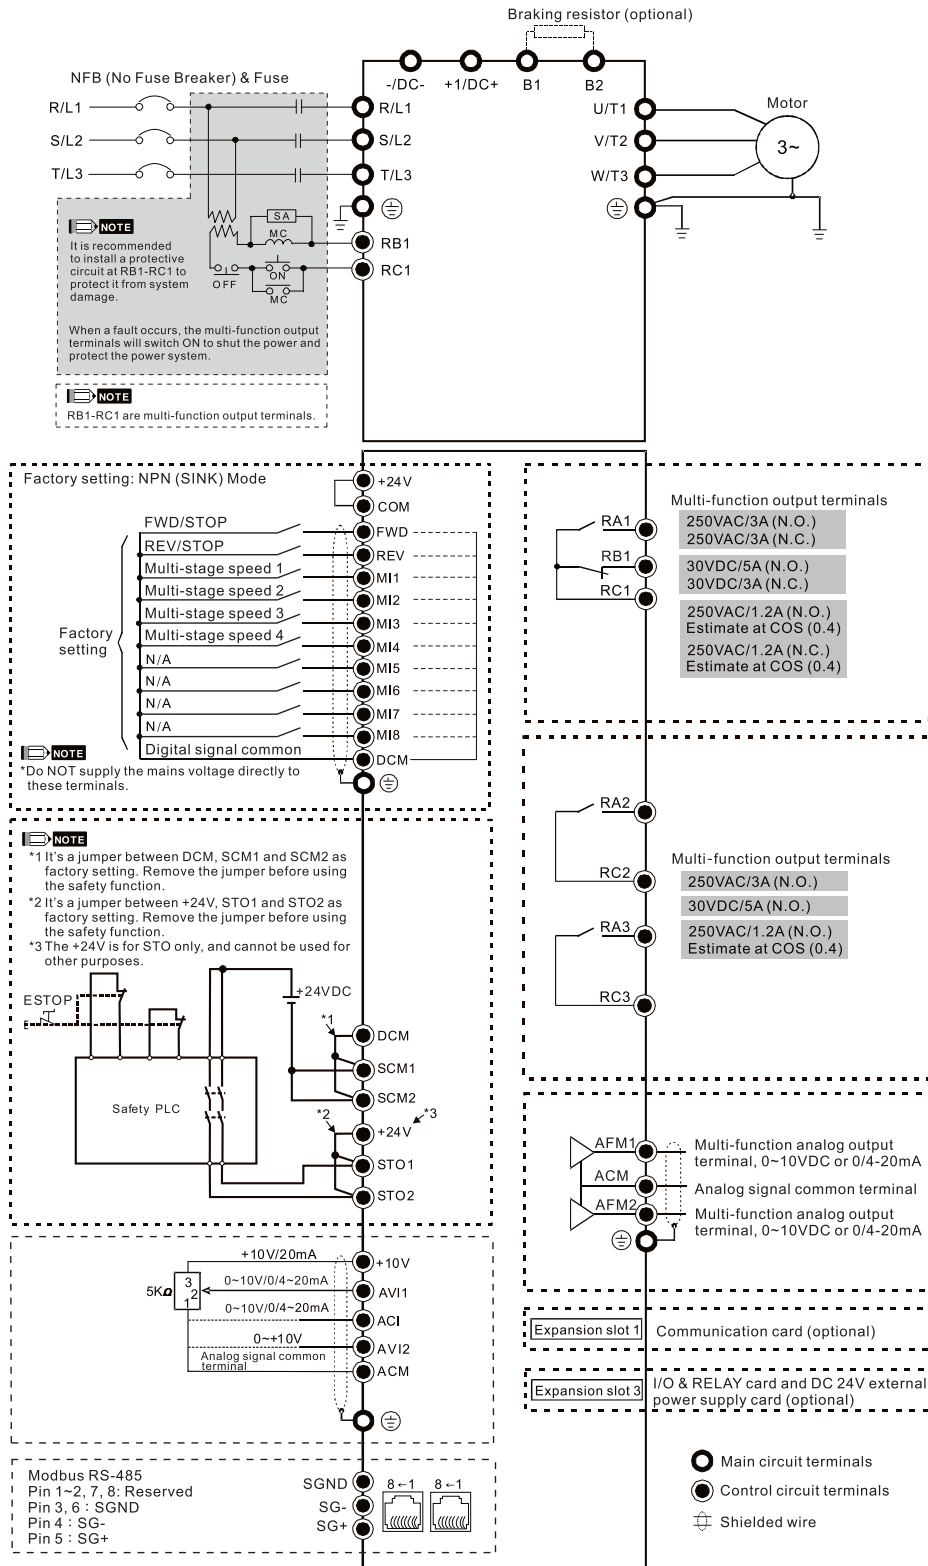 Braking resistor (optional)
NFB (No Fuse Breaker) & Fuse
-/DC-
+1/DC+
B1
B2
R/L1
R/L1
U/T1
Motor
S/L2
S/L2
V/T2
3~
T/L3
T/L3
W/T3
NOTE
It is recommended
to install a protective
circuit at RB1-RC1 to
protect it from system
damage.
SA
MC
RB1
RC1
OFF
ON
MC
When a fault occurs, the multi-function output
terminals will switch ON to shut the power and
protect the power system.
NOTE
RB1-RC1 are multi-function output terminals.
Factory setting: NPN (SINK) Mode
+24V
COM
FWD/STOP
FWD
REV/STOP
REV
Multi-stage speed 1
MI1
Multi-stage speed 2
MI2
Multi-stage speed 3
MI3
Multi-stage speed 4
MI4
Factory
setting
N/A
MI5
N/A
MI6
N/A
MI7
N/A
MI8
Digital signal common
DCM
NOTE
*Do NOT supply the mains voltage directly to
these terminals.
Multi-function output terminals
RA1
RB1
RC1
250VAC/3A (N.O.)
250VAC/3A (N.C.)
30VDC/5A (N.O.)
30VDC/3A (N.C.)
250VAC/1.2A (N.O.)
Estimate at COS (0.4)
250VAC/1.2A (N.C.)
Estimate at COS (0.4)
NOTE
*1 It's a jumper between DCM, SCM1 and SCM2 as
factory setting. Remove the jumper before using
the safety function.
*2 It's a jumper between +24V, STO1 and STO2 as
factory setting. Remove the jumper before using
the safety function.
*3 The +24V is for STO only, and cannot be used for
other purposes.
ESTOP
+24VDC
*1
DCM
SCM1
SCM2
Safety PLC
*2
*3
+24V
STO1
STO2
RA2
RC2
RA3
RC3
Multi-function output terminals
250VAC/3A (N.O.)
30VDC/5A (N.O.)
250VAC/1.2A (N.O.)
Estimate at COS (0.4)
AFM1
Multi-function analog output
terminal, 0~10VDC or 0/4-20mA
ACM
Analog signal common terminal
AFM2
Multi-function analog output
terminal, 0~10VDC or 0/4-20mA
+10V/20mA
+10V
5KΩ
3
2
1
0~10V/0/4~20mA
AVI1
0~10V/0/4~20mA
ACI
0~+10V
AVI2
Analog signal common
terminal
ACM
Expansion slot 1
Communication card (optional)
Expansion slot 3
I/O & RELAY card and DC 24V external
power supply card (optional)
Modbus RS-485
Pin 1~2, 7, 8: Reserved
Pin 3, 6 : SGND
Pin 4 : SG-
Pin 5 : SG+
SGND
SG-
SG+
8←1
8←1
Main circuit terminals
Control circuit terminals
Shielded wire